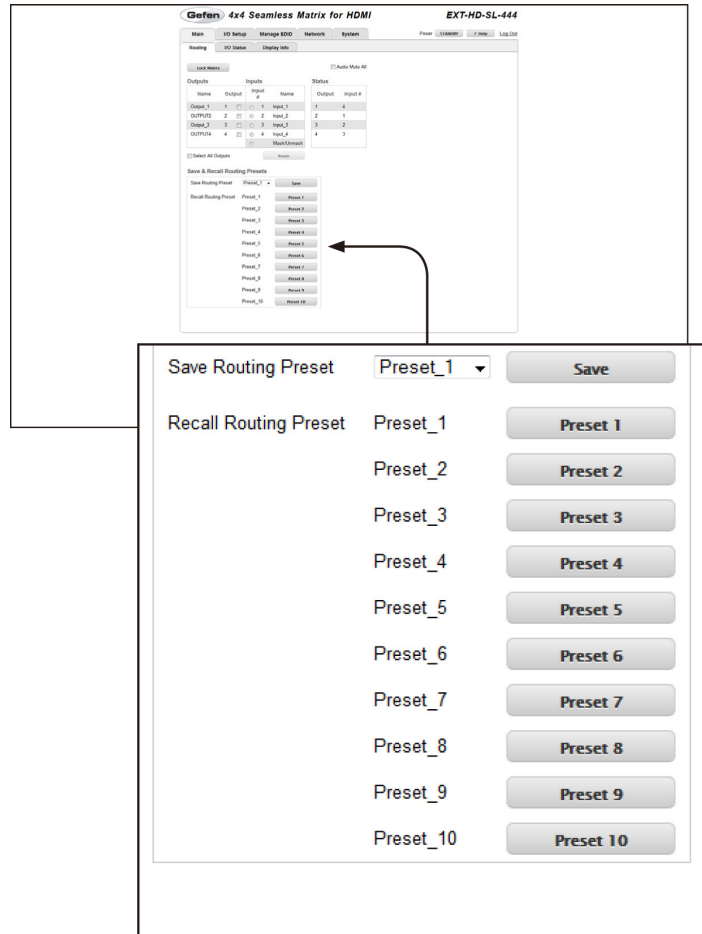 Gefen 4x4 Seamless Matrix for HDMI EXT-HD-SL-444
Main I/O Setup Manage EDID Network System Power STANDBY ? Help Log Out
Routing I/O Status Display Info
Lock Matrix Audio Mute All
Outputs Inputs Status
Name Output Input # Name Output Input #
Output_1 1 1 Input_1 1 4
OUTPUT2 2 2 Input_2 2 1
Output_3 3 3 Input_3 3 2
OUTPUT4 4 4 Input_4 4 3
Mask/Unmask
Select All Outputs Route
Save & Recall Routing Presets
Save Routing Preset Preset_1 Save
Recall Routing Preset Preset_1 Preset 1
Preset_2 Preset 2
Preset_3 Preset 3
Preset_4 Preset 4
Preset_5 Preset 5
Preset_6 Preset 6
Preset_7 Preset 7
Preset_8 Preset 8
Preset_9 Preset 9
Preset_10 Preset 10
Save Routing Preset Preset_1 Save
Recall Routing Preset Preset_1 Preset 1
Preset_2 Preset 2
Preset_3 Preset 3
Preset_4 Preset 4
Preset_5 Preset 5
Preset_6 Preset 6
Preset_7 Preset 7
Preset_8 Preset 8
Preset_9 Preset 9
Preset_10 Preset 10